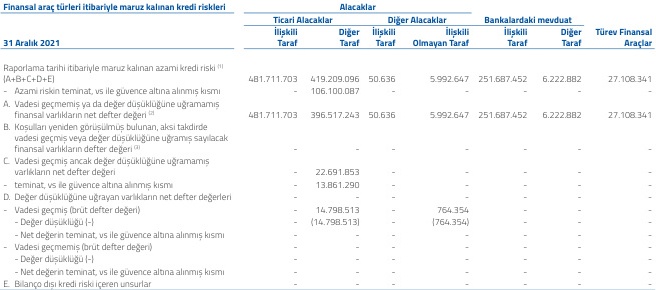 Finansal araç türleri itibariyle maruz kalınan kredi riskleri Alacaklar
Ticari Alacaklar Diğer Alacaklar Bankalardaki mevduat
31 Aralık 2021 İlişkili Taraf Diğer Taraf İlişkili Taraf İlişkili Olmayan Taraf İlişkili Taraf Diğer Taraf Türev Finansal Araçlar
Raporlama tarihi itibariyle maruz kalınan azami kredi riski (1)
(A+B+C+D+E) 481.711.703 419.209.096 50.636 5.992.647 251.687.452 6.222.882 27.108.341
- Azami riskin teminat, vs ile güvence altına alınmış kısmı - 106.100.087 - - - - -
A. Vadesi geçmemiş ya da değer düşüklüğüne uğramamış
finansal varlıkların net defter değeri (2) 481.711.703 396.517.243 50.636 5.992.647 251.687.452 6.222.882 27.108.341
B. Koşulları yeniden görüşülmüş bulunan, aksi takdirde
vadesi geçmiş veya değer düşüklüğüne uğramış sayılacak
finansal varlıkların defter değeri (3) - - - - - - -
C. Vadesi geçmiş ancak değer düşüklüğüne uğramamış
varlıkların net defter değeri - 22.691.853 - - - - -
- teminat, vs ile güvence altına alınmış kısmı - 13.861.290 - - - - -
D. Değer düşüklüğüne uğrayan varlıkların net defter değerleri - - - - - - -
- Vadesi geçmiş (brüt defter değeri) - 14.798.513 - 764.354 - - -
- Değer düşüklüğü (-) - (14.798.513) - (764.354) - - -
- Net değerin teminat, vs ile güvence altına alınmış kısmı - - - - - - -
- Vadesi geçmemiş (brüt defter değeri) - - - - - - -
- Değer düşüklüğü (-) - - - - - - -
- Net değerin teminat, vs ile güvence altına alınmış kısmı - - - - - - -
E. Bilanço dışı kredi riski içeren unsurlar - - - - - - -